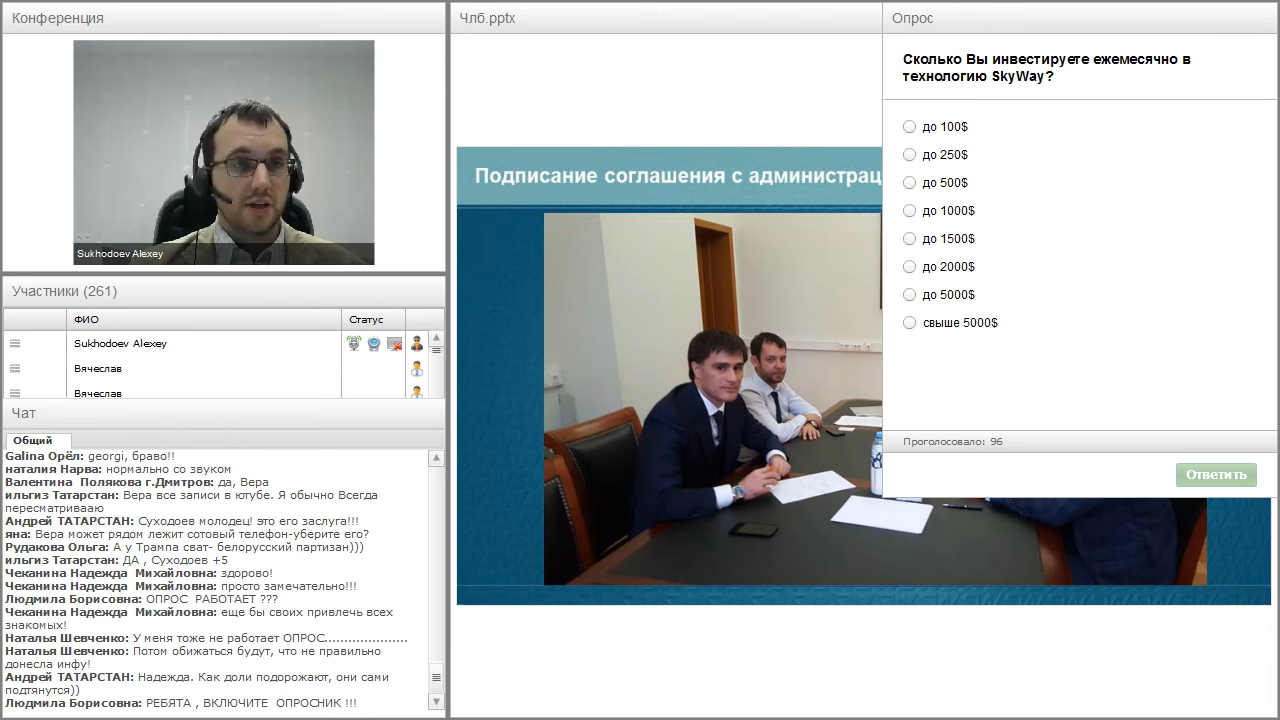 Конференция
Sukhodoev Alexey
Участники (261)
ФИО
Статус
Sukhodoev Alexey
Вячеслав
Вячеслав
Чат
Общий
Galina Орёл: georgi, браво!!
наталия Нарва: нормально со звуком
Валентина Полякова г.Дмитров: да, Вера
ильгиз Татарстан: Вера все записи в ютубе. Я обычно Всегда
пересматриваю
Андрей ТАТАРСТАН: Суходоев молодец! это его заслуга!!!
яна: Вера может рядом лежит сотовый телефон-уберите его?
Рудакова Ольга: А у Трампа сват- белорусский партизан)))
ильгиз Татарстан: ДА , Суходоев +5
Чеканина Надежда Михайловна: здорово!
Чеканина Надежда Михайловна: просто замечательно!!!
Людмила Борисовна: ОПРОС РАБОТАЕТ ???
Чеканина Надежда Михайловна: еще бы своих привлечь всех
знакомых!
Наталья Шевченко: У меня тоже не работает ОПРОС.....................
Наталья Шевченко: Потом обижаться будут, что не правильно
донесла инфу!
Андрей ТАТАРСТАН: Надежда. Как доли подорожают, они сами
подтянутся))
Людмила Борисовна: РЕБЯТА , ВКЛЮЧИТЕ ОПРОСНИК !!!
Члб.pptx
Подписание соглашения с администрац
Опрос
Сколько Вы инвестируете ежемесячно в
технологию SkyWay?
до 100$
до 250$
до 500$
до 1000$
до 1500$
до 2000$
до 5000$
свыше 5000$
Проголосовало: 96
Ответить